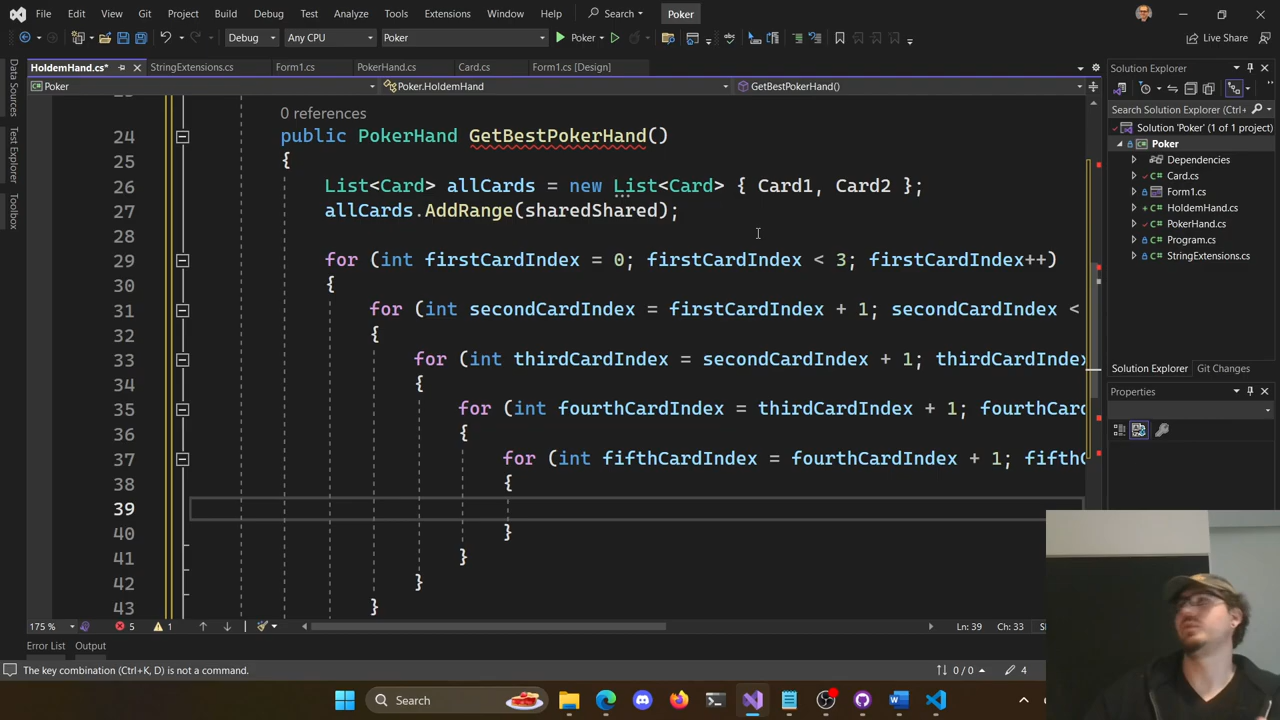 File Edit View Git Project Build Debug Test Analyze Tools Extensions Window Help Search Poker
Debug Any CPU Poker Poker Live Share
HoldemHand.cs* StringExtensions.cs Form1.cs PokerHand.cs Card.cs Form1.cs [Design]
Poker Poker.HoldemHand GetBestPokerHand()
Data Sources
Test Explorer
Toolbox
0 references
24 public PokerHand GetBestPokerHand()
25 {
26 List<Card> allCards = new List<Card> { Card1, Card2 };
27 allCards.AddRange(sharedShared);
28
29 for (int firstCardIndex = 0; firstCardIndex < 3; firstCardIndex++)
30 {
31 for (int secondCardIndex = firstCardIndex + 1; secondCardIndex <
32 {
33 for (int thirdCardIndex = secondCardIndex + 1; thirdCardIndex
34 {
35 for (int fourthCardIndex = thirdCardIndex + 1; fourthCar
36 {
37 for (int fifthCardIndex = fourthCardIndex + 1; fifthC
38 {
39
40 }
41 }
42 }
43 }
175 % 5 1 Ln: 39 Ch: 33
Error List Output
The key combination (Ctrl+K, D) is not a command. 0 / 0 4
Solution Explorer
Search Solution Explorer (Ctrl+
Solution 'Poker' (1 of 1 project)
Poker
Dependencies
Card.cs
Form1.cs
HoldemHand.cs
PokerHand.cs
Program.cs
StringExtensions.cs
Solution Explorer Git Changes
Properties
Search